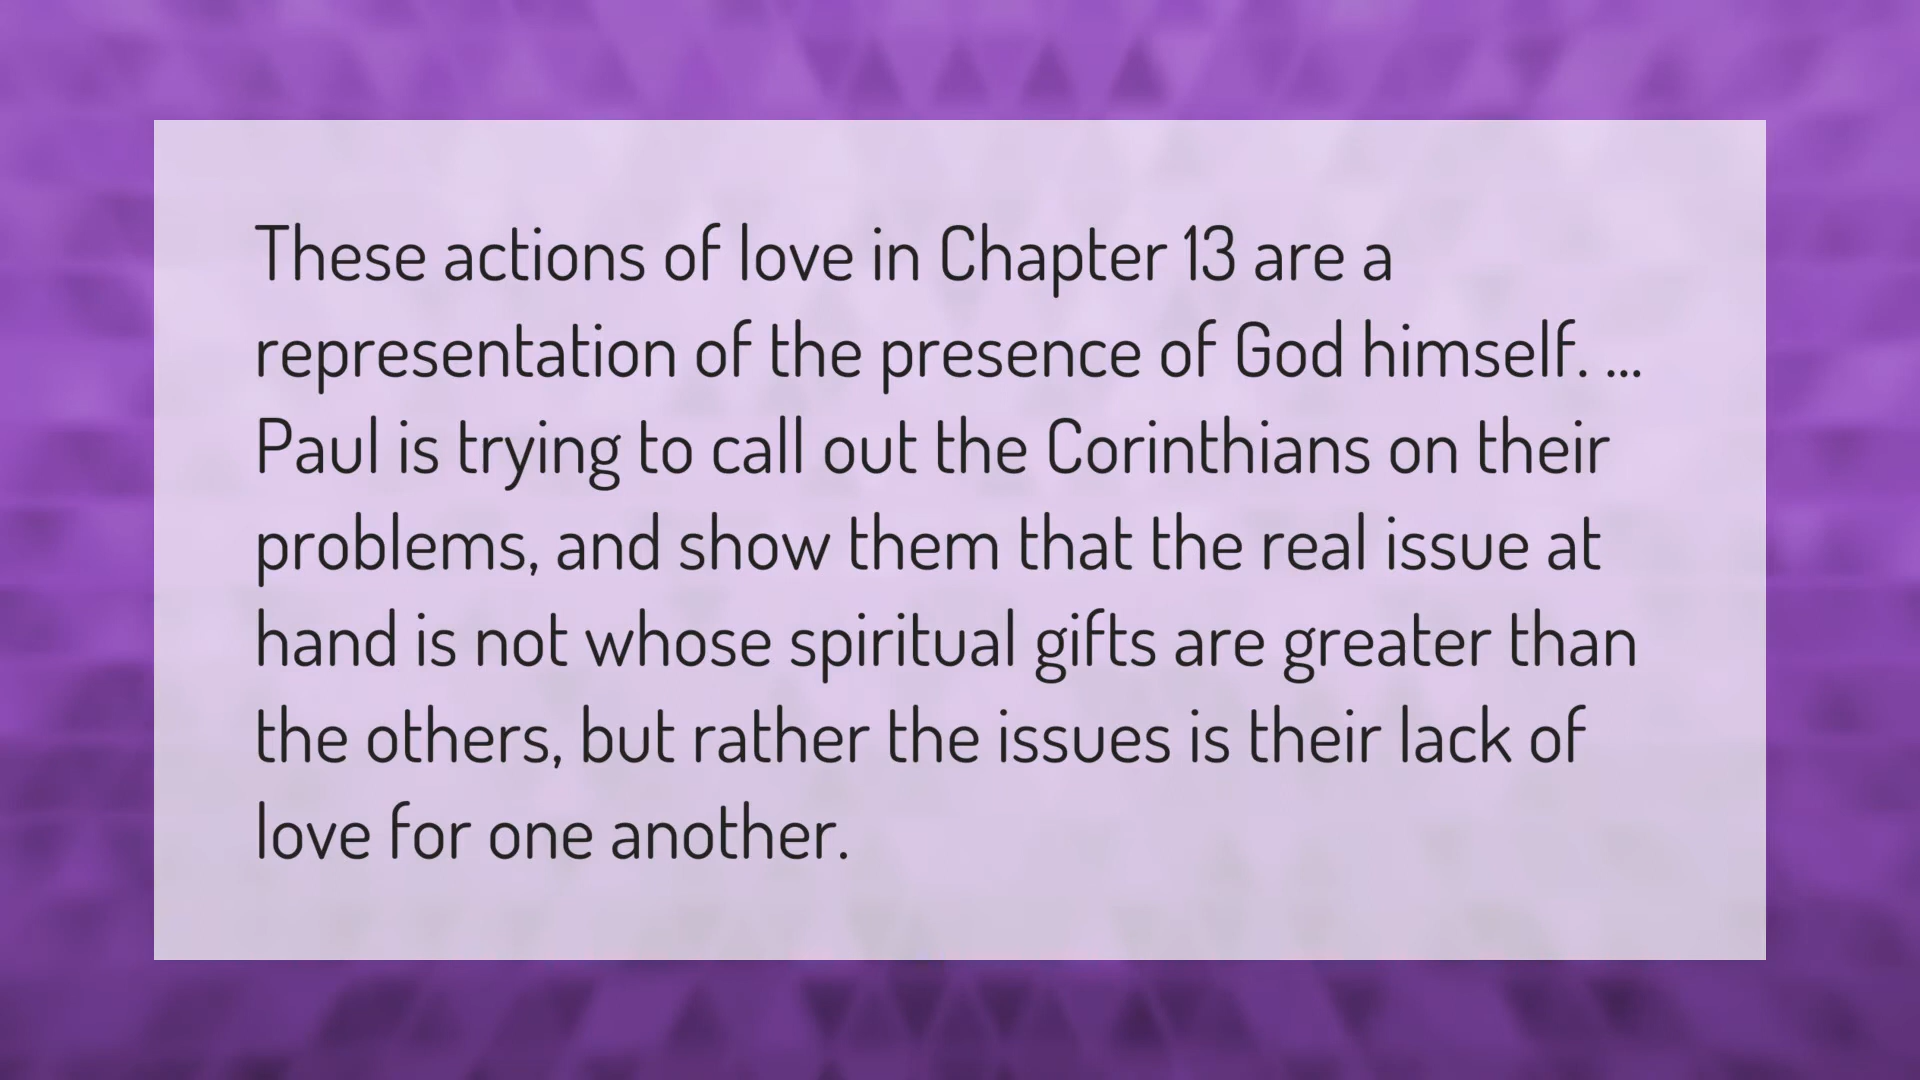 These actions of love in Chapter 13 are a
representation of the presence of God himself. ...
Paul is trying to call out the Corinthians on their
problems, and show them that the real issue at
hand is not whose spiritual gifts are greater than
the others, but rather the issues is their lack of
love for one another.